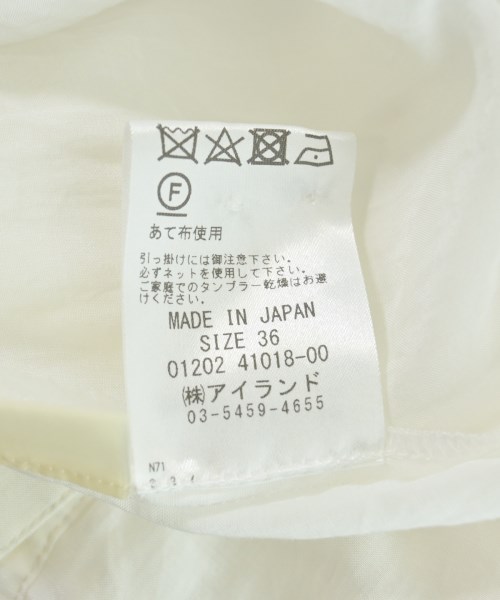 F
あて布使用
引っ掛けには御注意下さい。
必ずネットを使用して下さい。
ご家庭でのタンブラー乾燥はお避
けください。
MADE IN JAPAN
SIZE 36
01202 41018-00
㈱アイランド
03-5459-4655
N71